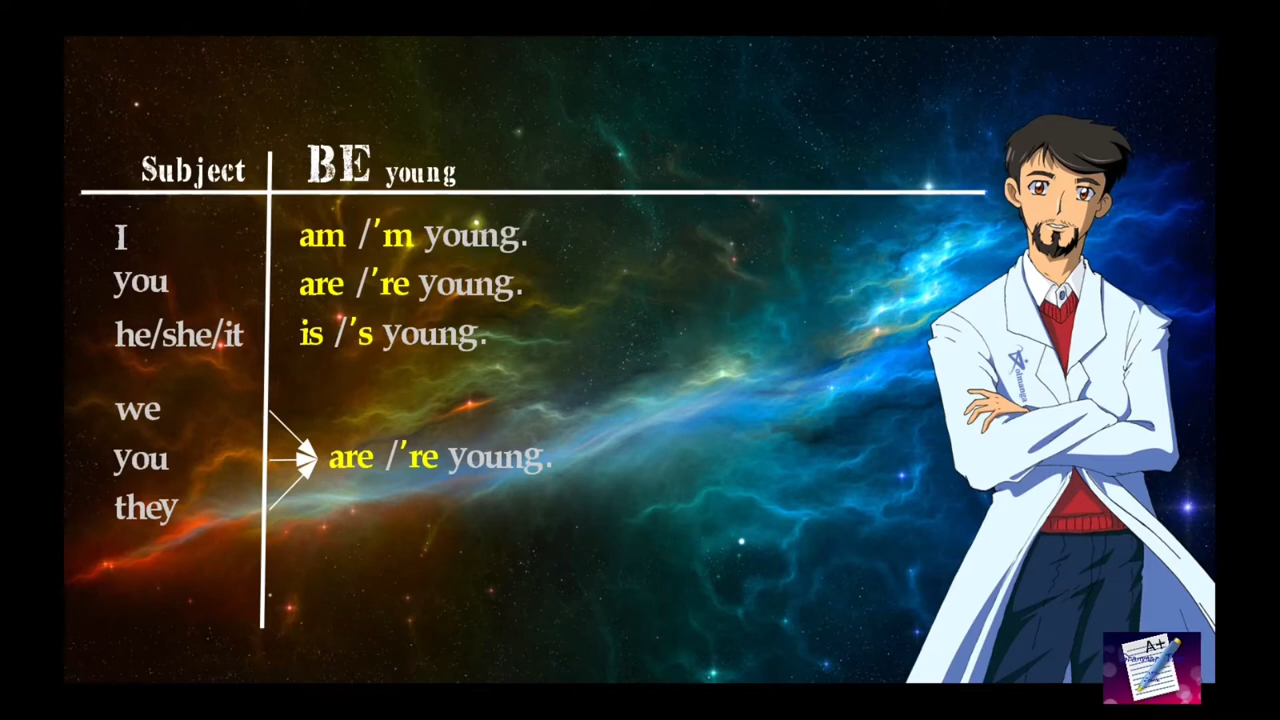 Subject BE young
I am /'m young.
you are /'re young.
he/she/it is /'s young.
we
you are /'re young.
they
olmanga
A+